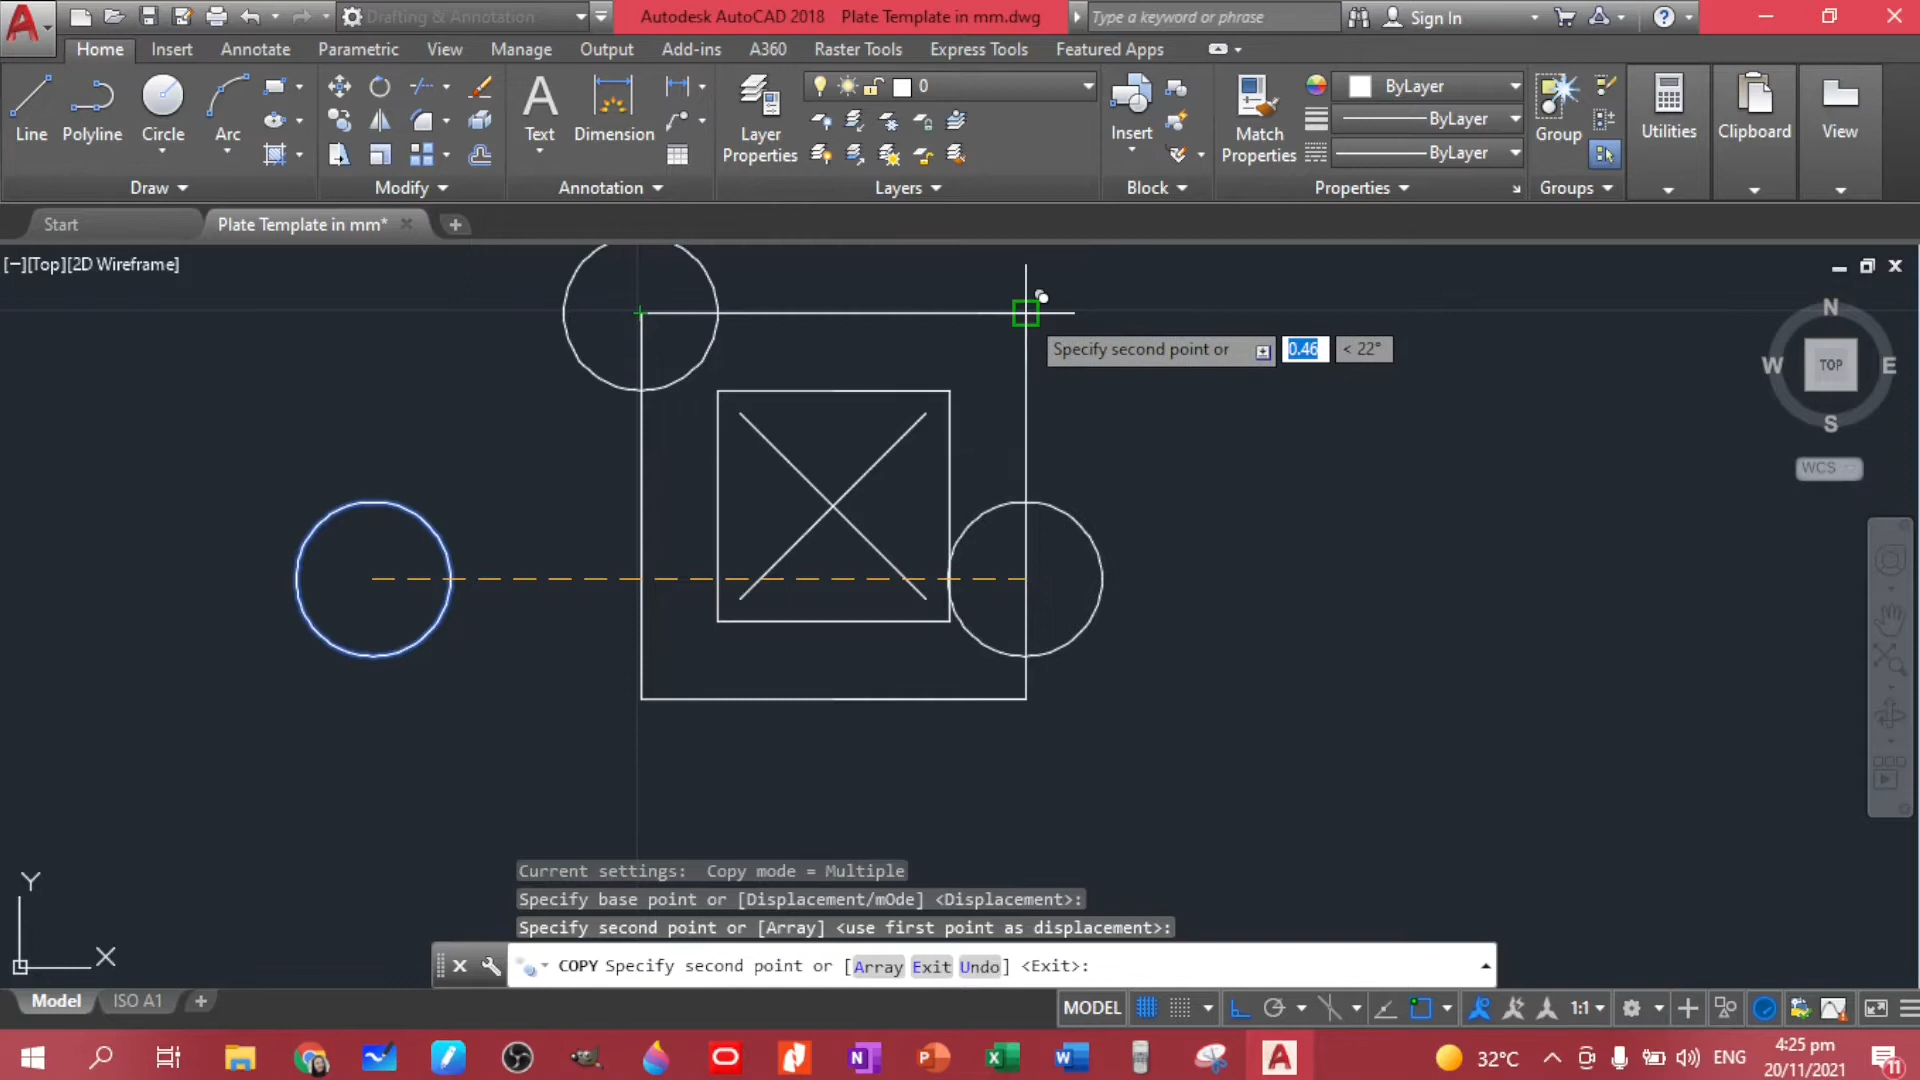 Drafting & Annotation
Autodesk AutoCAD 2018 Plate Template in mm.dwg
Type a keyword or phrase
Sign In
Home Insert Annotate Parametric View Manage Output Add-ins A360 Raster Tools Express Tools Featured Apps
0
ByLayer
ByLayer
ByLayer
Line Polyline Circle Arc
Text Dimension
Layer Properties
Insert
Match Properties
Group
Utilities
Clipboard
View
Draw Modify Annotation Layers Block Properties Groups
Start
Plate Template in mm*
[−][Top][2D Wireframe]
N
W TOP E
S
WCS
Specify second point or 0.46 < 22°
Y
X
Current settings: Copy mode = Multiple
Specify base point or [Displacement/mOde] <Displacement>:
Specify second point or [Array] <use first point as displacement>:
COPY Specify second point or [Array Exit Undo] <Exit>:
Model ISO A1
MODEL 1:1
32°C
ENG
4:25 pm
20/11/2021
11